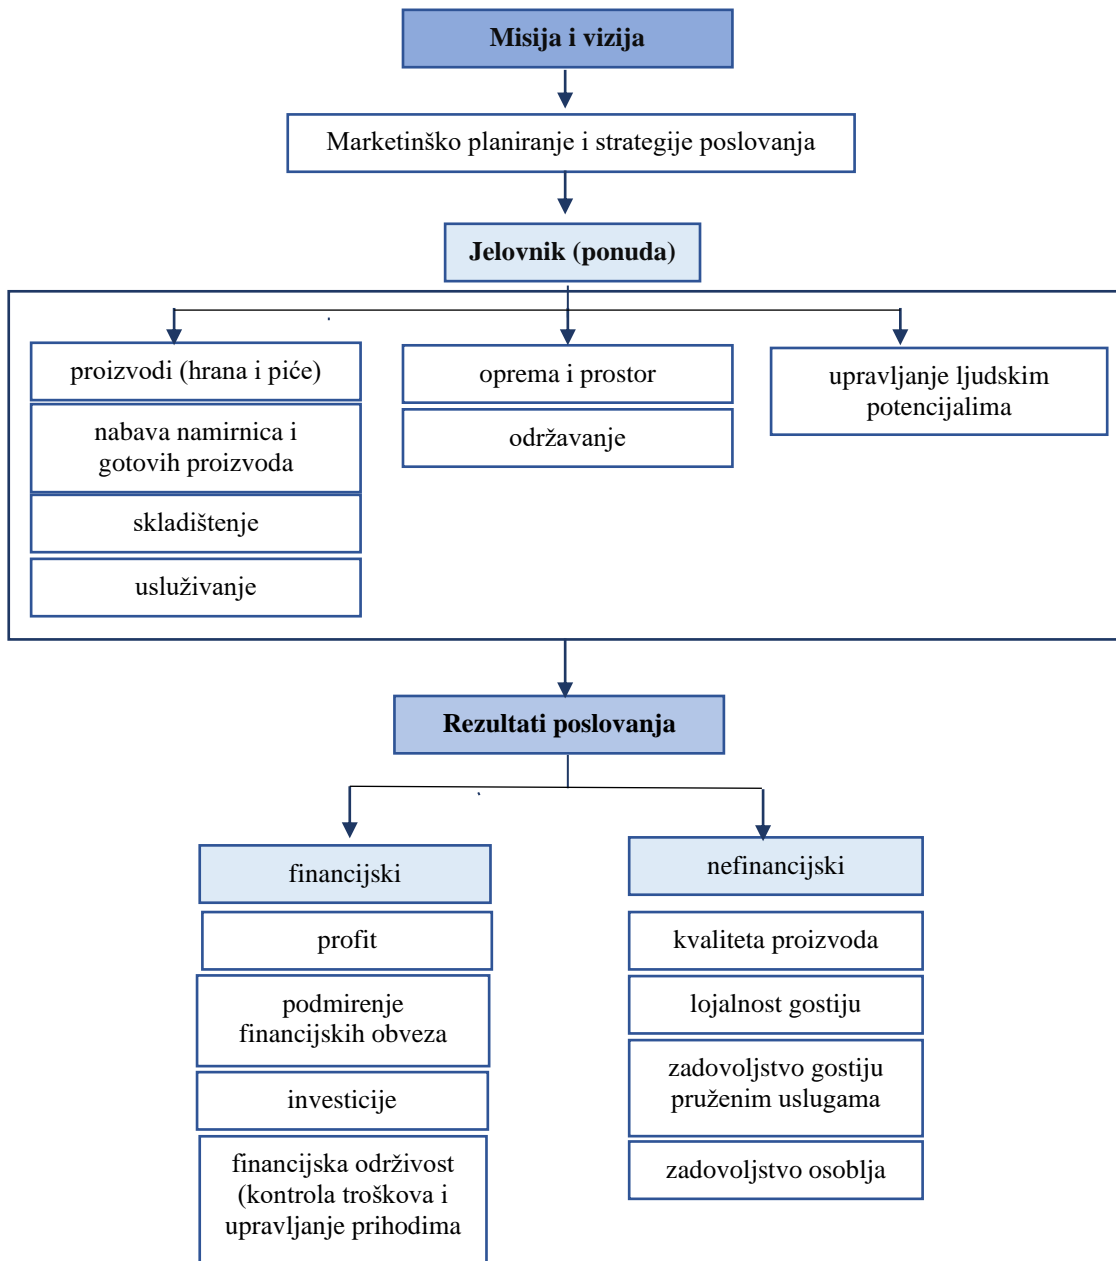 Misija i vizija
Marketinško planiranje i strategije poslovanja
Jelovnik (ponuda)
proizvodi (hrana i piće)
nabava namirnica i
gotovih proizvoda
skladištenje
usluživanje
oprema i prostor
održavanje
upravljanje ljudskim
potencijalima
Rezultati poslovanja
financijski
profit
podmirenje
financijskih obveza
investicije
financijska održivost
(kontrola troškova i
upravljanje prihodima
nefinancijski
kvaliteta proizvoda
lojalnost gostiju
zadovoljstvo gostiju
pruženim uslugama
zadovoljstvo osoblja